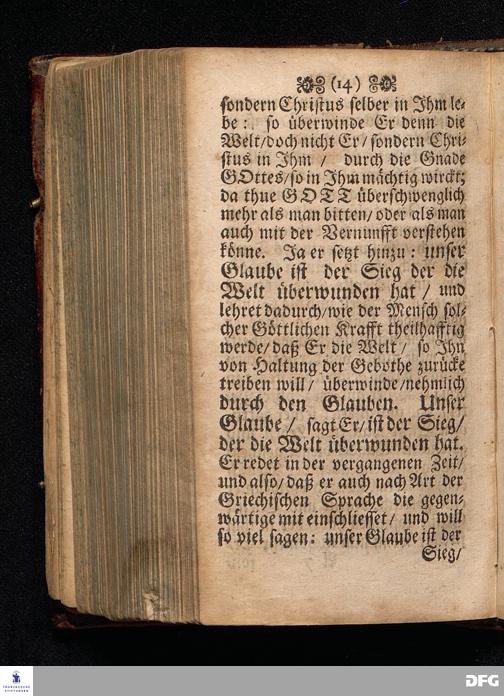 (14)
sondern Christus selber in Ihm le-
be: so überwinde Er denn die
Welt/ doch nicht Er/ sondern Chri-
stus in Ihm / durch die Gnade
GOttes/ so in Ihm mächtig wirckt;
da thue GOTT überschwenglich
mehr als man bitten/ oder als man
auch mit der Vernunfft verstehen
könne. Ja er setzt hinzu: unser
Glaube ist der Sieg der die
Welt überwunden hat / und
lehret dadurch/ wie der Mensch sol-
cher Göttlichen Krafft theilhafftig
werde/ daß Er die Welt / so Ihn
von Haltung der Gebothe zurücke
treiben will / überwinde/ nehmlich
durch den Glauben. Unser
Glaube / sagt Er/ ist der Sieg/
der die Welt überwunden hat.
Er redet in der vergangenen Zeit/
und also/ daß er auch nach Art der
Griechischen Sprache die gegen-
wärtige mit einschliesset / und will
so viel sagen: unser Glaube ist der
Sieg/
FRANCKESCHE
STIFTUNGEN
DFG